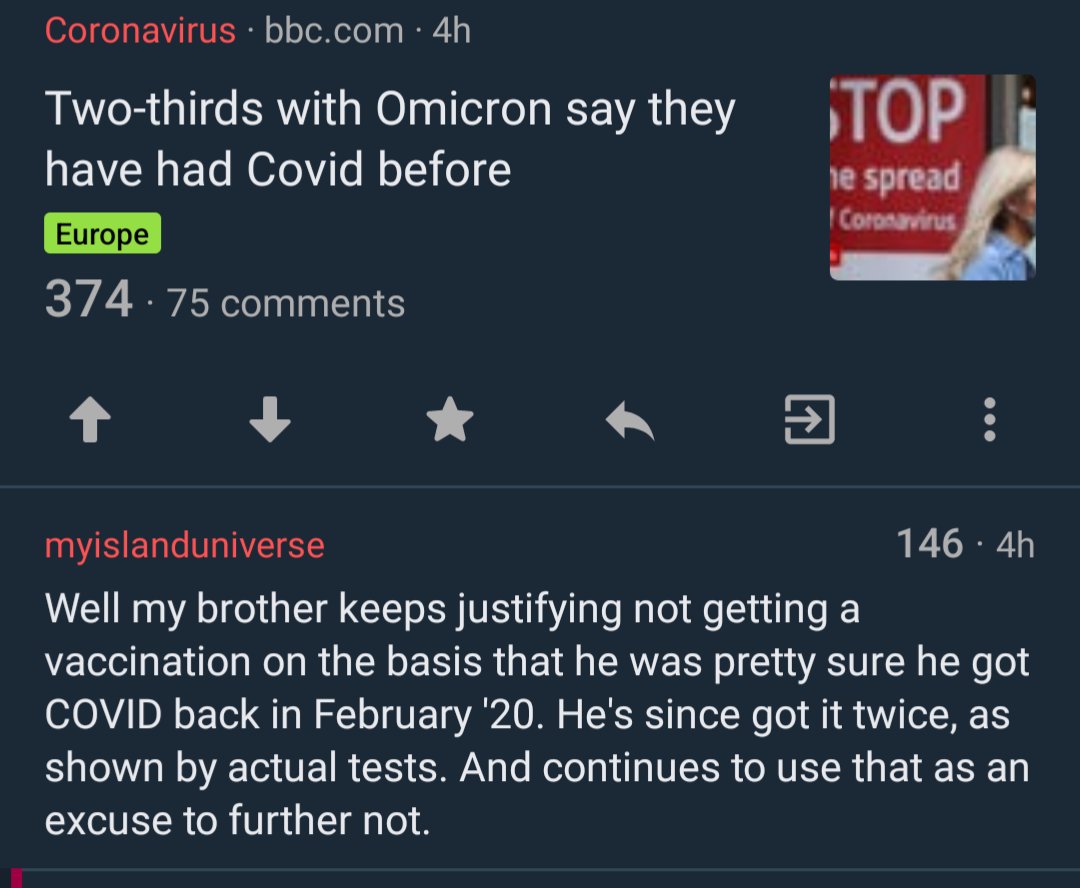 Coronavirus · bbc.com · 4h
Two-thirds with Omicron say they
have had Covid before
TOP
he spread
Coronavirus
Europe
374 · 75 comments
myislanduniverse
146 · 4h
Well my brother keeps justifying not getting a
vaccination on the basis that he was pretty sure he got
COVID back in February '20. He's since got it twice, as
shown by actual tests. And continues to use that as an
excuse to further not.